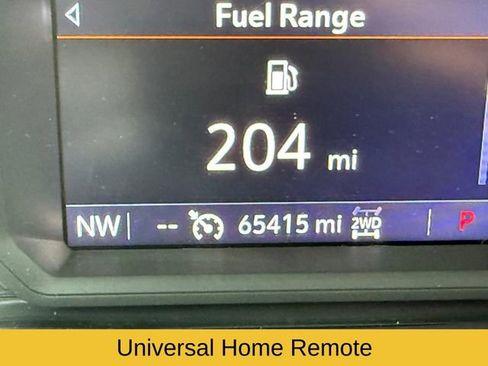 Fuel Range
204 mi
NW -- 65415 mi 2WD P
Universal Home Remote